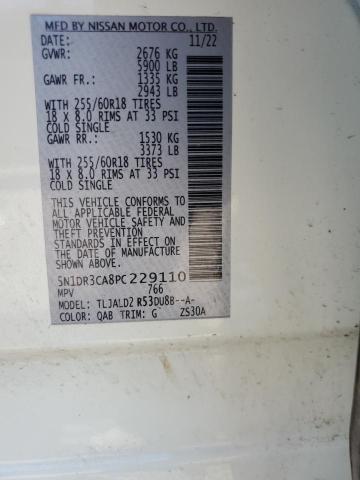 MFD BY NISSAN MOTOR CO., LTD.
DATE: 11/22
GVWR: 2676 KG
5900 LB
GAWR FR.: 1335 KG
2943 LB
WITH 255/60R18 TIRES
18 X 8.0 RIMS AT 33 PSI
COLD SINGLE
GAWR RR.: 1530 KG
3373 LB
WITH 255/60R18 TIRES
18 X 8.0 RIMS AT 33 PSI
COLD SINGLE
THIS VEHICLE CONFORMS TO
ALL APPLICABLE FEDERAL
MOTOR VEHICLE SAFETY AND
THEFT PREVENTION
STANDARDS IN EFFECT ON
THE DATE OF MANUFACTURE
SHOWN ABOVE.
5N1DR3CA8PC229110
MPV 766
MODEL: TLJALD2 R53DU8B--A-
COLOR: QAB TRIM: G ZS30A